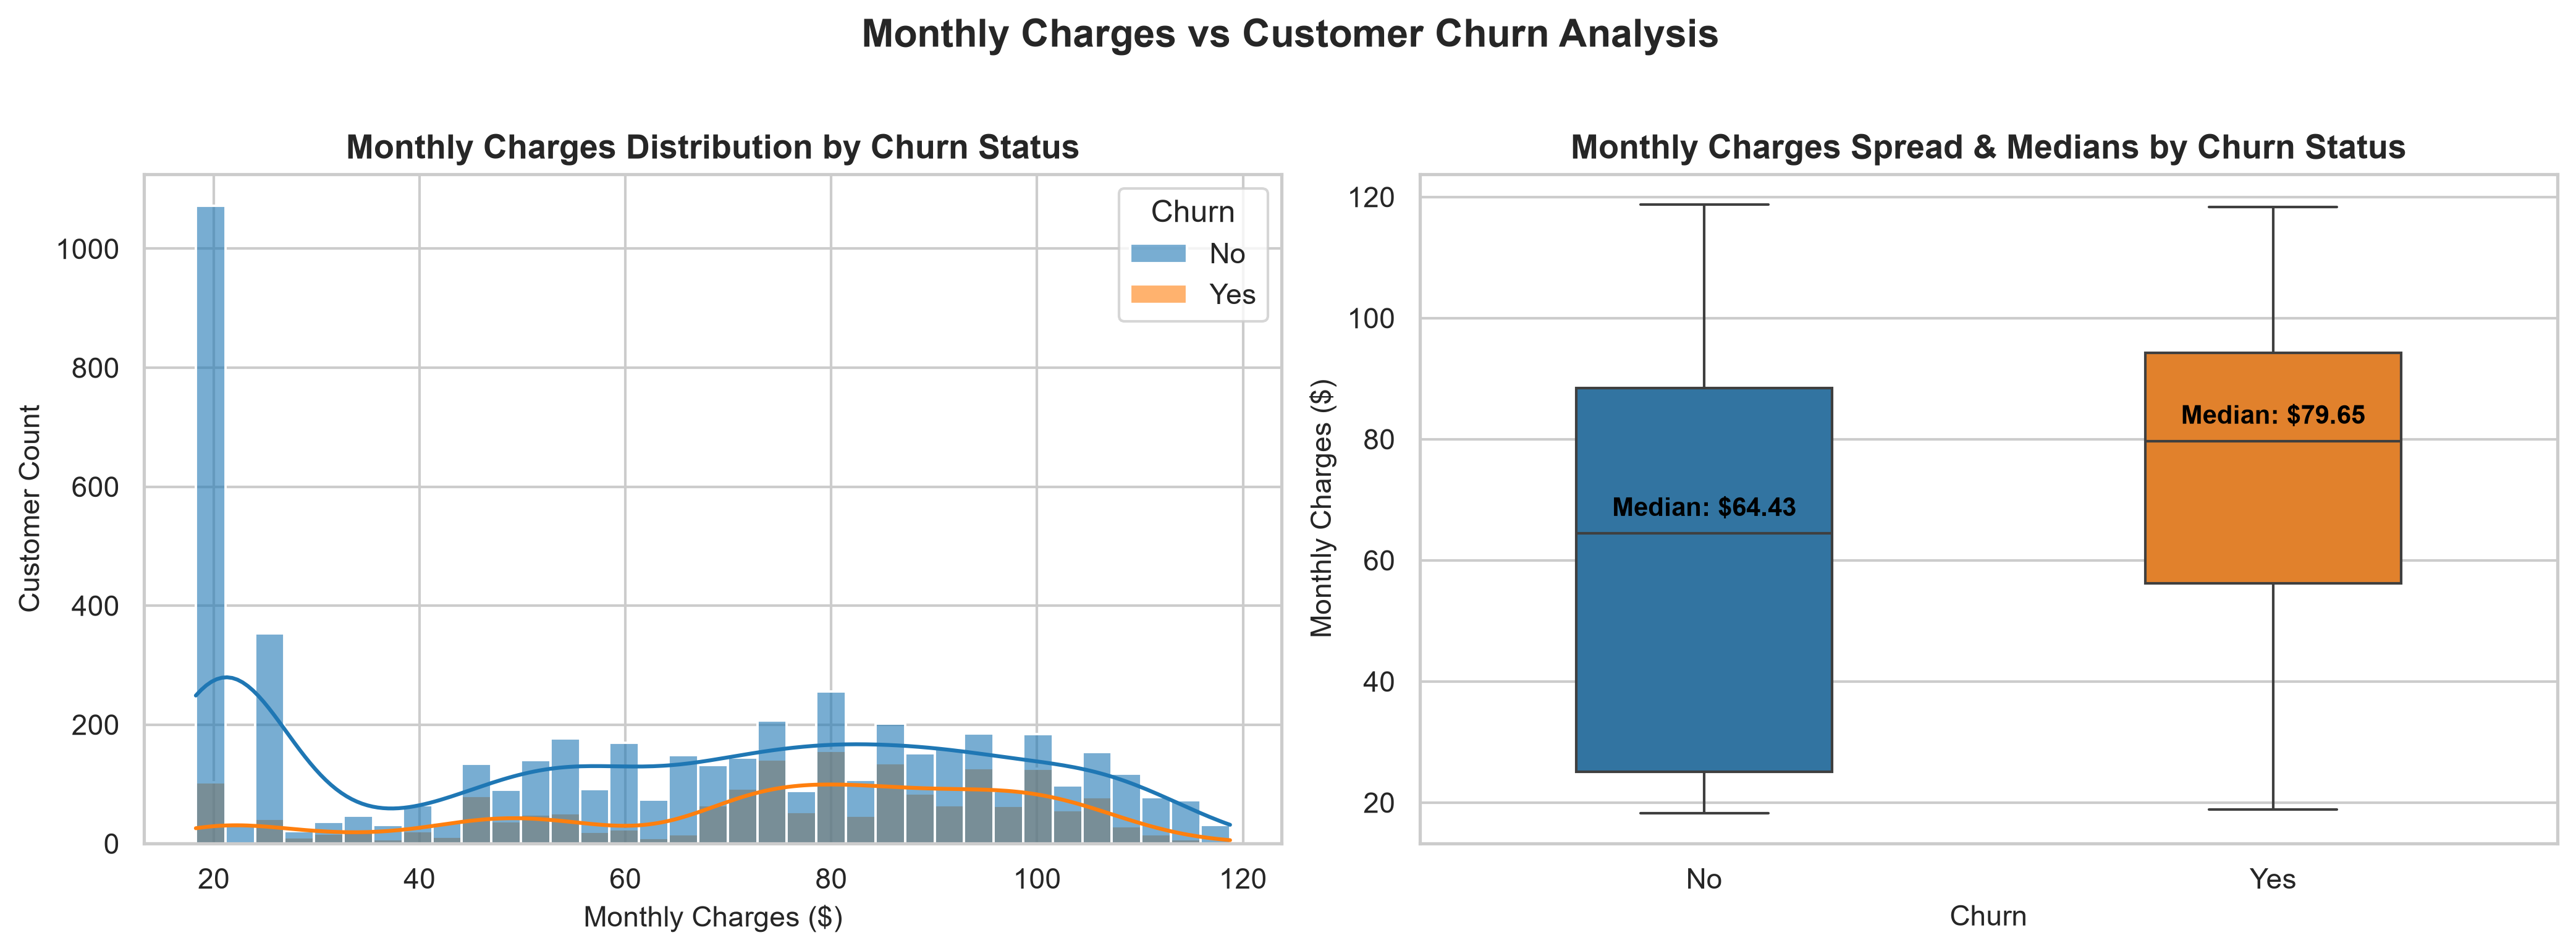 Monthly Charges vs Customer Churn Analysis
Monthly Charges Distribution by Churn Status
Customer Count
1000
800
600
400
200
0
Churn
No
Yes
20 40 60 80 100 120
Monthly Charges ($)
Monthly Charges Spread & Medians by Churn Status
Monthly Charges ($)
120
100
80
60
40
20
Median: $64.43
Median: $79.65
No Yes
Churn